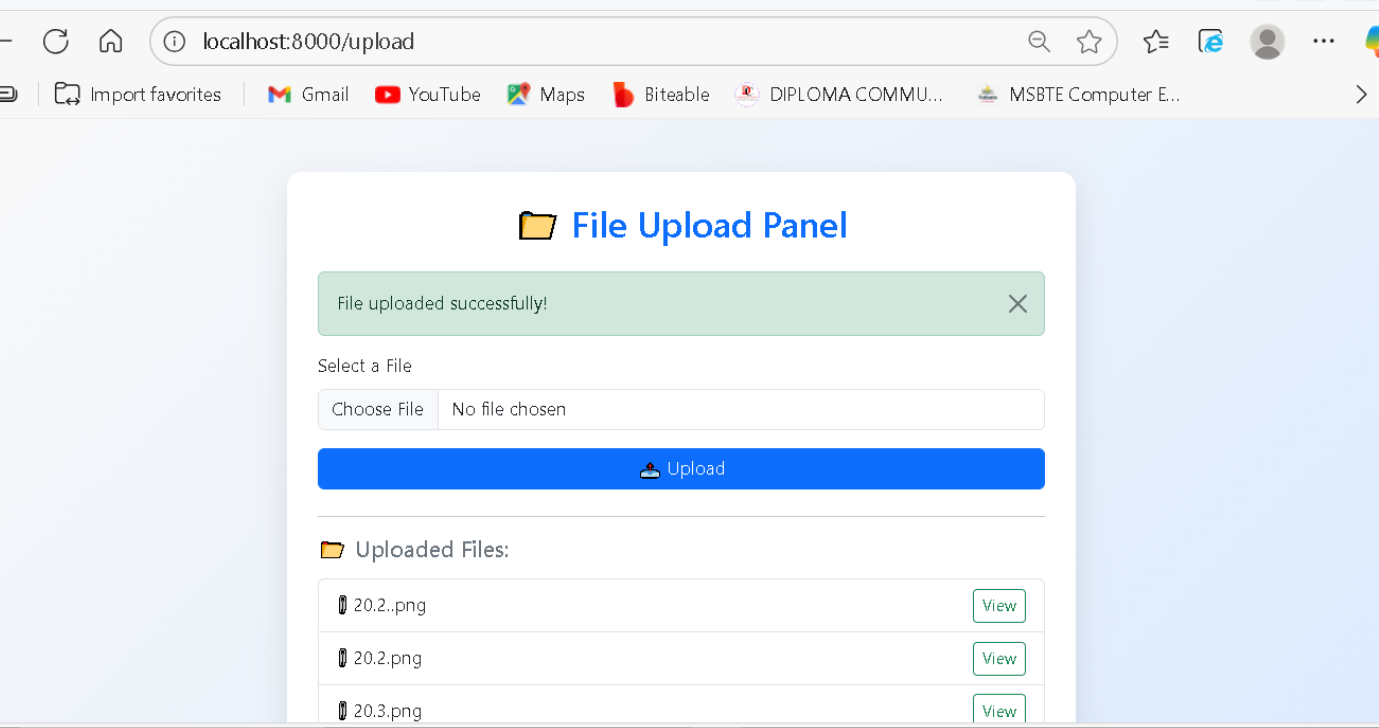 localhost:8000/upload
Import favorites Gmail YouTube Maps Biteable DIPLOMA COMMU... MSBTE Computer E...
File Upload Panel
File uploaded successfully!
Select a File
Choose File No file chosen
Upload
Uploaded Files:
20.2..png View
20.2.png View
20.3.png View